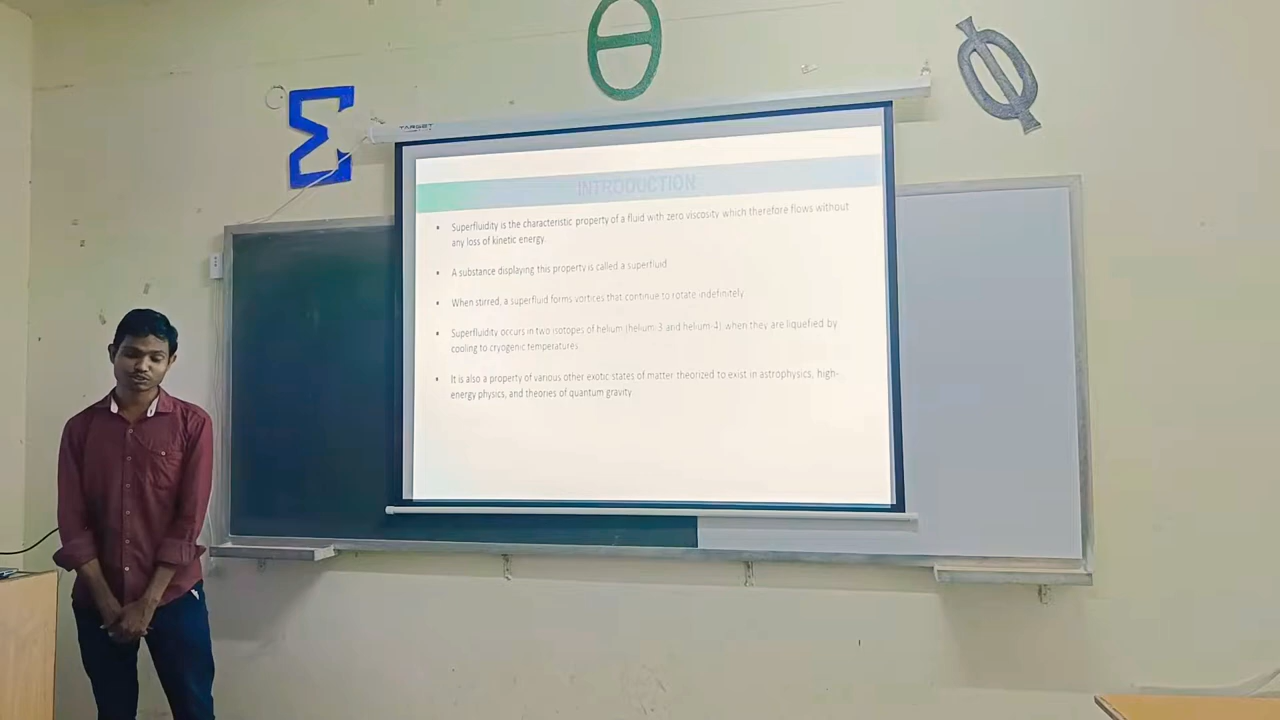 Σ
Θ
Φ
TARGET
INTRODUCTION
▪ Superfluidity is the characteristic property of a fluid with zero viscosity which therefore flows without
any loss of kinetic energy.
▪ A substance displaying this property is called a superfluid
▪ When stirred, a superfluid forms vortices that continue to rotate indefinitely
▪ Superfluidity occurs in two isotopes of helium (helium-3 and helium-4) when they are liquefied by
cooling to cryogenic temperatures.
▪ It is also a property of various other exotic states of matter theorized to exist in astrophysics, high-
energy physics, and theories of quantum gravity